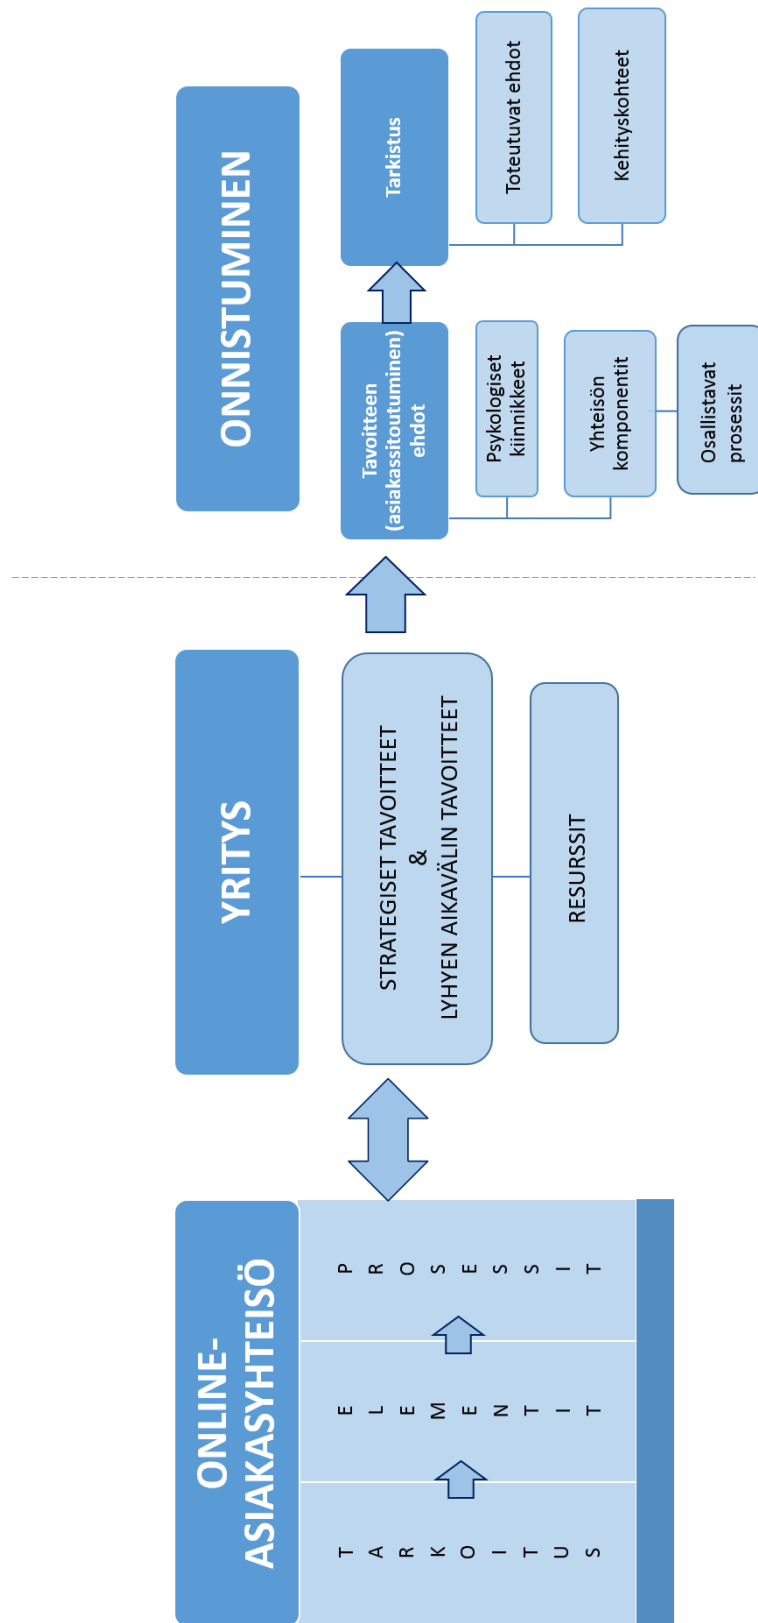 ONLINE-
ASIAKASYHTEISÖ
TARKOITUS
ELEMENTIT
PROSESSIT
YRITYS
STRATEGISET TAVOITTEET
&
LYHYEN AIKAVÄLIN TAVOITTEET
RESURSSIT
ONNISTUMINEN
Tavoitteen
(asiakassitoutuminen)
ehdot
Psykologiset
kiinnikkeet
Yhteisön
komponentit
Osallistavat
prosessit
Tarkistus
Toteutuvat ehdot
Kehityskohteet